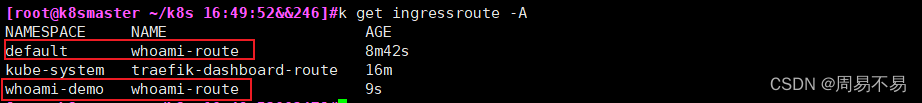 [root@k8smaster ~/k8s 16:49:52&&246]#k get ingressroute -A
NAMESPACE NAME AGE
default whoami-route 8m42s
kube-system traefik-dashboard-route 16m
whoami-demo whoami-route 9s
CSDN @周易不易